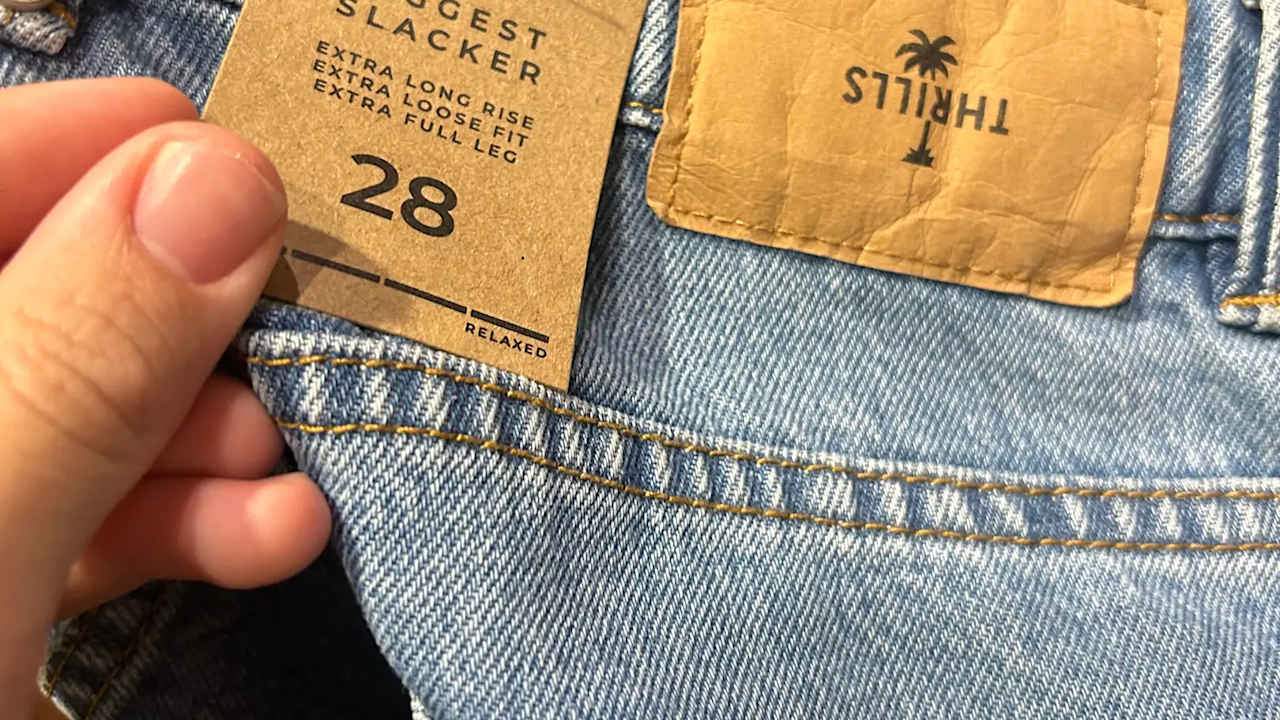 SLACKER
EXTRA LONG RISE
EXTRA LOOSE FIT
EXTRA FULL LEG
28
RELAXED
THRILLS